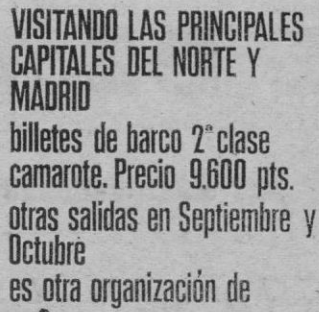 VISITANDO LAS PRINCIPALES
CAPITALES DEL NORTE Y
MADRID
billetes de barco 2ª clase
camarote. Precio 9.600 pts.
otras salidas en Septiembre y
Octubre
es otra organización de